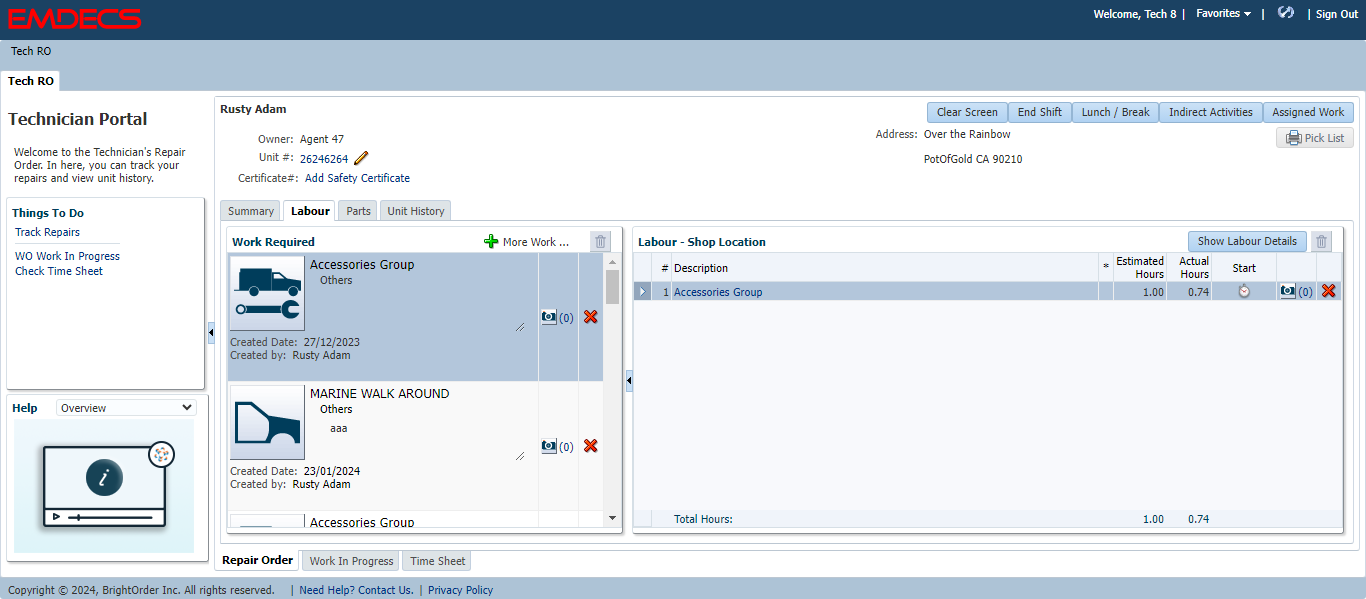 EMDECS
Welcome, Tech 8 | Favorites | | Sign Out
Tech RO
Tech RO
Technician Portal
Welcome to the Technician's Repair
Order. In here, you can track your
repairs and view unit history.
Things To Do
Track Repairs
WO Work In Progress
Check Time Sheet
Help Overview
i
Rusty Adam
Clear Screen End Shift Lunch / Break Indirect Activities Assigned Work
Owner: Agent 47
Unit #: 26246264
Certificate#: Add Safety Certificate
Address: Over the Rainbow
PotOfGold CA 90210
Pick List
Summary Labour Parts Unit History
Work Required More Work ...
Accessories Group
Others
(0)
Created Date: 27/12/2023
Created by: Rusty Adam
MARINE WALK AROUND
Others
aaa
(0)
Created Date: 23/01/2024
Created by: Rusty Adam
Accessories Group
Labour - Shop Location Show Labour Details
# Description * Estimated Hours Actual Hours Start
1 Accessories Group 1.00 0.74 (0)
Total Hours: 1.00 0.74
Repair Order Work In Progress Time Sheet
Copyright © 2024, BrightOrder Inc. All rights reserved. | Need Help? Contact Us. | Privacy Policy